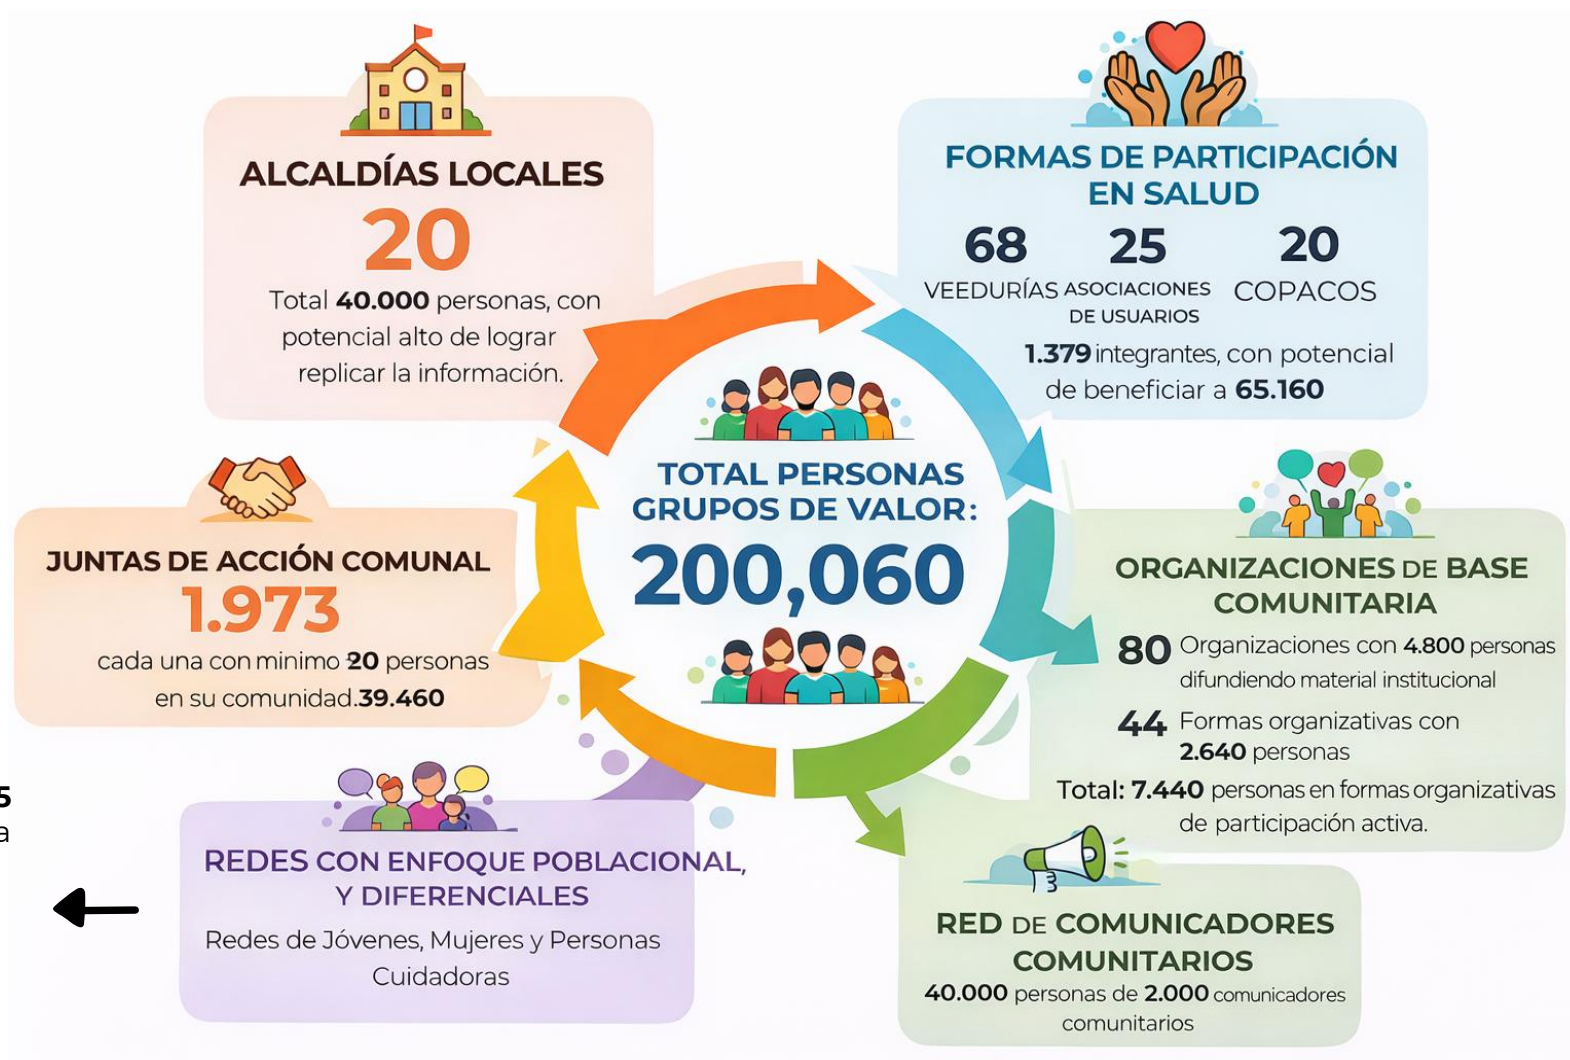 ALCALDÍAS LOCALES
20
Total 40.000 personas, con
potencial alto de lograr
replicar la información.
FORMAS DE PARTICIPACIÓN
EN SALUD
68 25 20
VEEDURÍAS ASOCIACIONES DE USUARIOS COPACOS
1.379 integrantes, con potencial
de beneficiar a 65.160
TOTAL PERSONAS
GRUPOS DE VALOR:
200,060
JUNTAS DE ACCIÓN COMUNAL
1.973
cada una con minimo 20 personas
en su comunidad.39.460
ORGANIZACIONES DE BASE
COMUNITARIA
80 Organizaciones con 4.800 personas
difundiendo material institucional
44 Formas organizativas con
2.640 personas
Total: 7.440 personas en formas organizativas
de participación activa.
5
a
REDES CON ENFOQUE POBLACIONAL,
Y DIFERENCIALES
Redes de Jóvenes, Mujeres y Personas
Cuidadoras
RED DE COMUNICADORES
COMUNITARIOS
40.000 personas de 2.000 comunicadores
comunitarios